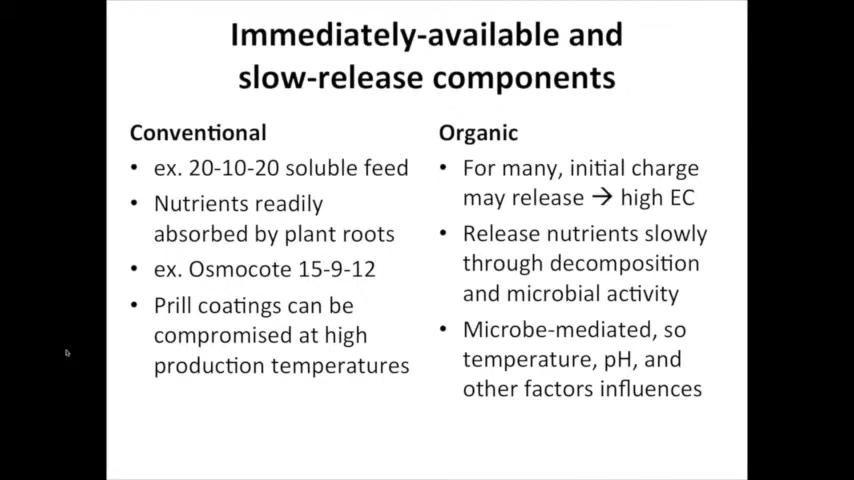 Immediately-available and
slow-release components
Conventional
• ex. 20-10-20 soluble feed
• Nutrients readily
absorbed by plant roots
• ex. Osmocote 15-9-12
• Prill coatings can be
compromised at high
production temperatures
Organic
• For many, initial charge
may release → high EC
• Release nutrients slowly
through decomposition
and microbial activity
• Microbe-mediated, so
temperature, pH, and
other factors influences